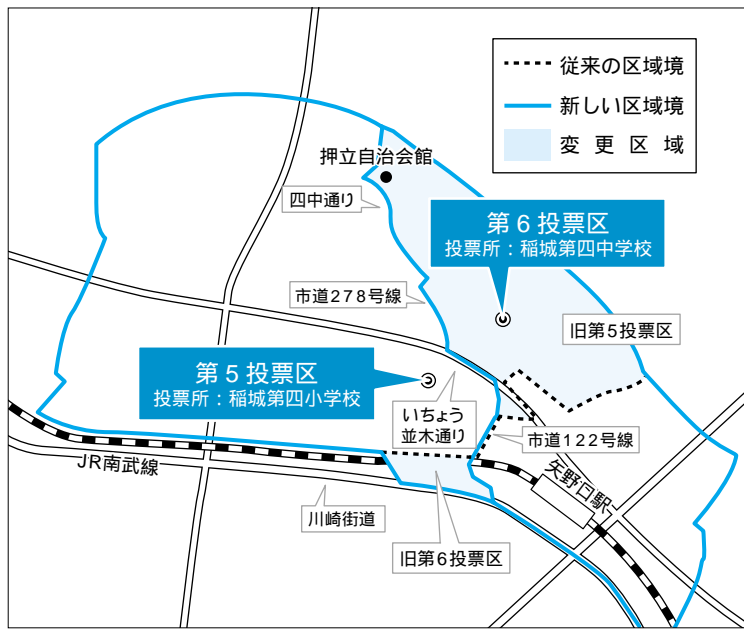 従来の区域境
新しい区域境
変更区域
押立自治会館
四中通り
第6投票区
投票所：稲城第四中学校
市道278号線
旧第5投票区
第5投票区
投票所：稲城第四小学校
いちょう
並木通り
市道122号線
JR南武線
矢野口駅
川崎街道
旧第6投票区